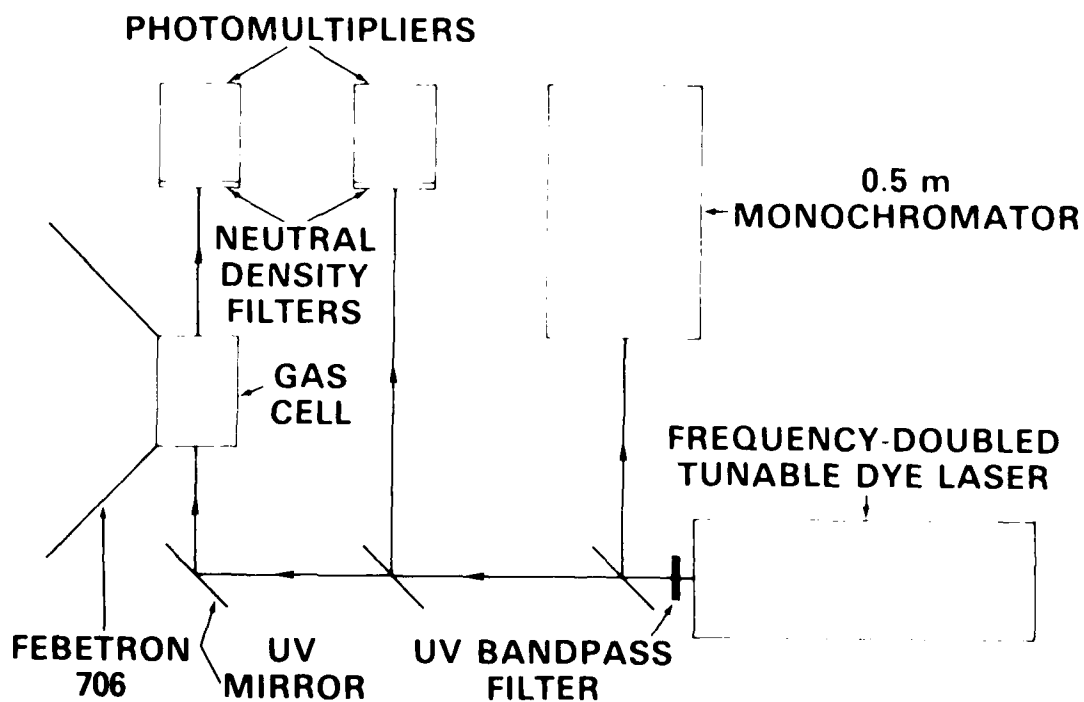 PHOTOMULTIPLIERS
0.5 m
MONOCHROMATOR
NEUTRAL
DENSITY
FILTERS
GAS
CELL
FREQUENCY-DOUBLED
TUNABLE DYE LASER
FEBETRON
706
UV
MIRROR
UV BANDPASS
FILTER